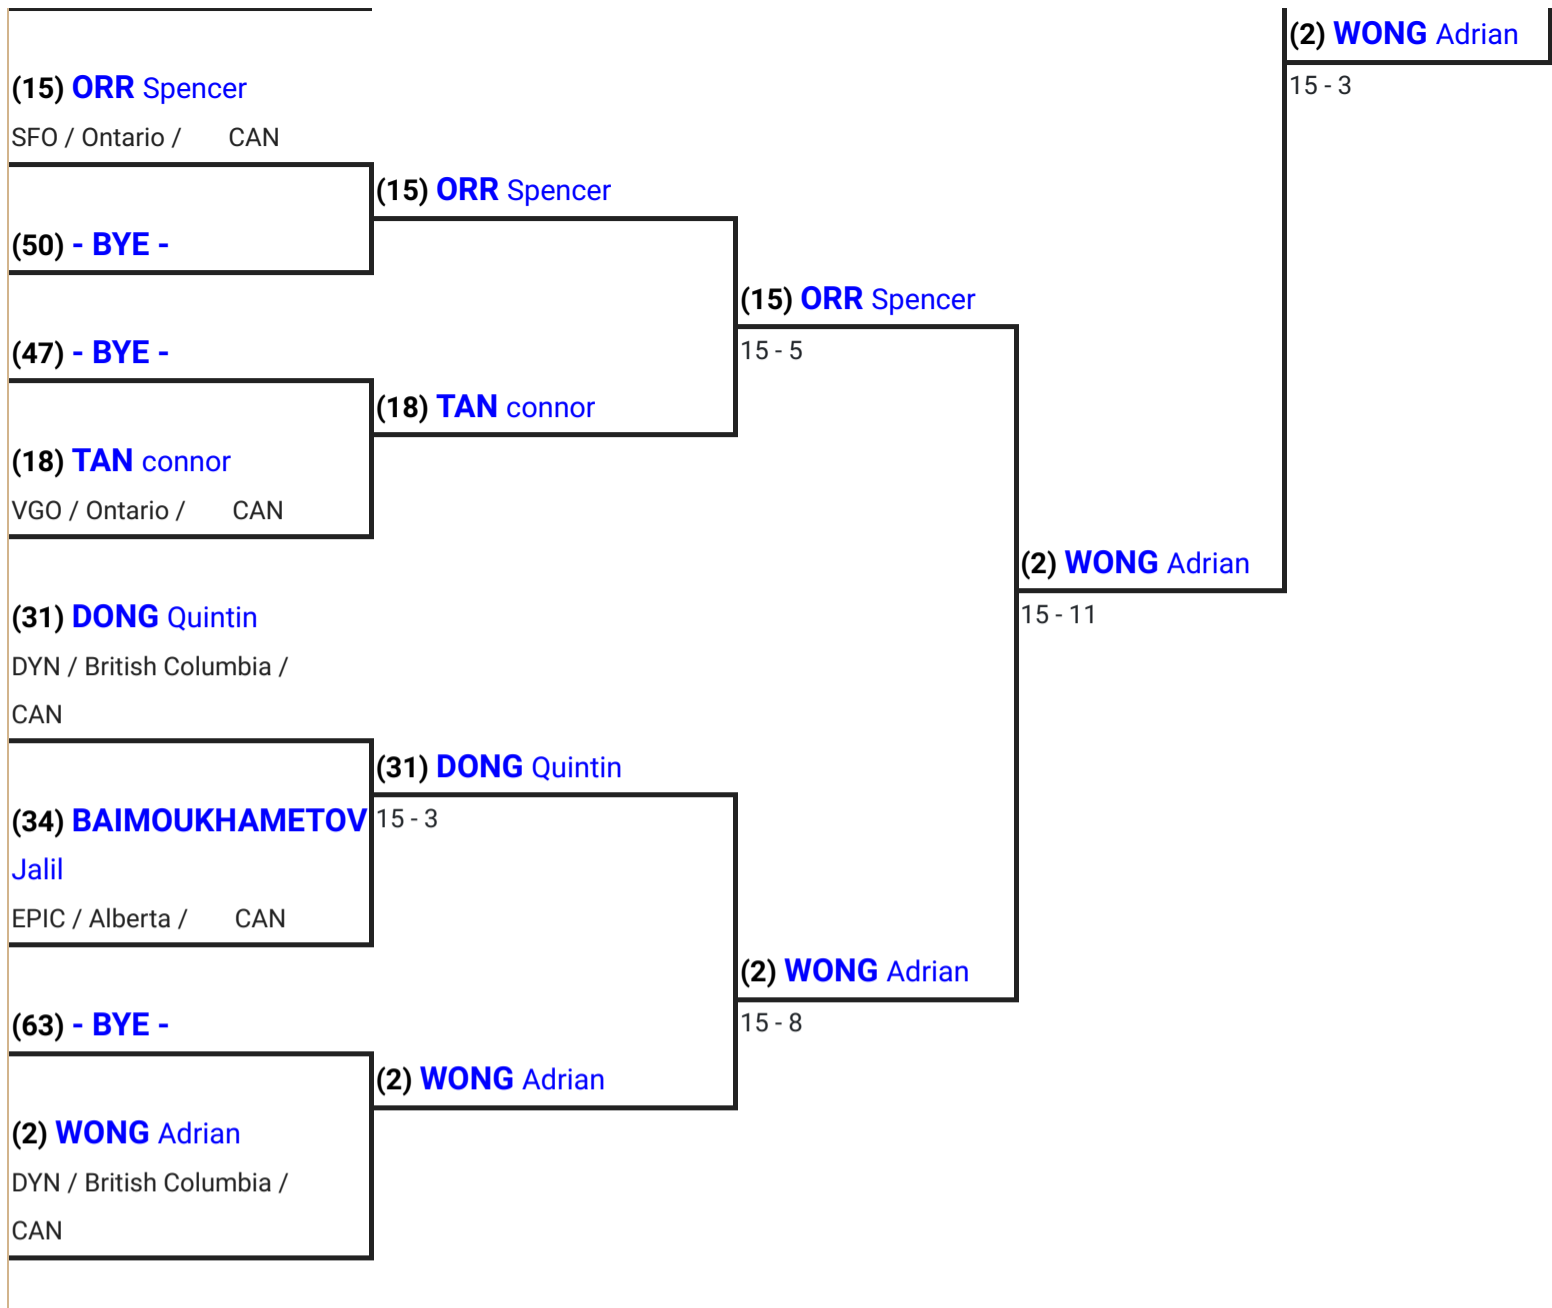 (2) WONG Adrian
15 - 3
(15) ORR Spencer
SFO / Ontario / CAN
(15) ORR Spencer
(50) - BYE -
(15) ORR Spencer
15 - 5
(47) - BYE -
(18) TAN connor
(18) TAN connor
VGO / Ontario / CAN
(2) WONG Adrian
15 - 11
(31) DONG Quintin
DYN / British Columbia /
CAN
(31) DONG Quintin
15 - 3
(34) BAIMOUKHAMETOV
Jalil
EPIC / Alberta / CAN
(2) WONG Adrian
15 - 8
(63) - BYE -
(2) WONG Adrian
(2) WONG Adrian
DYN / British Columbia /
CAN